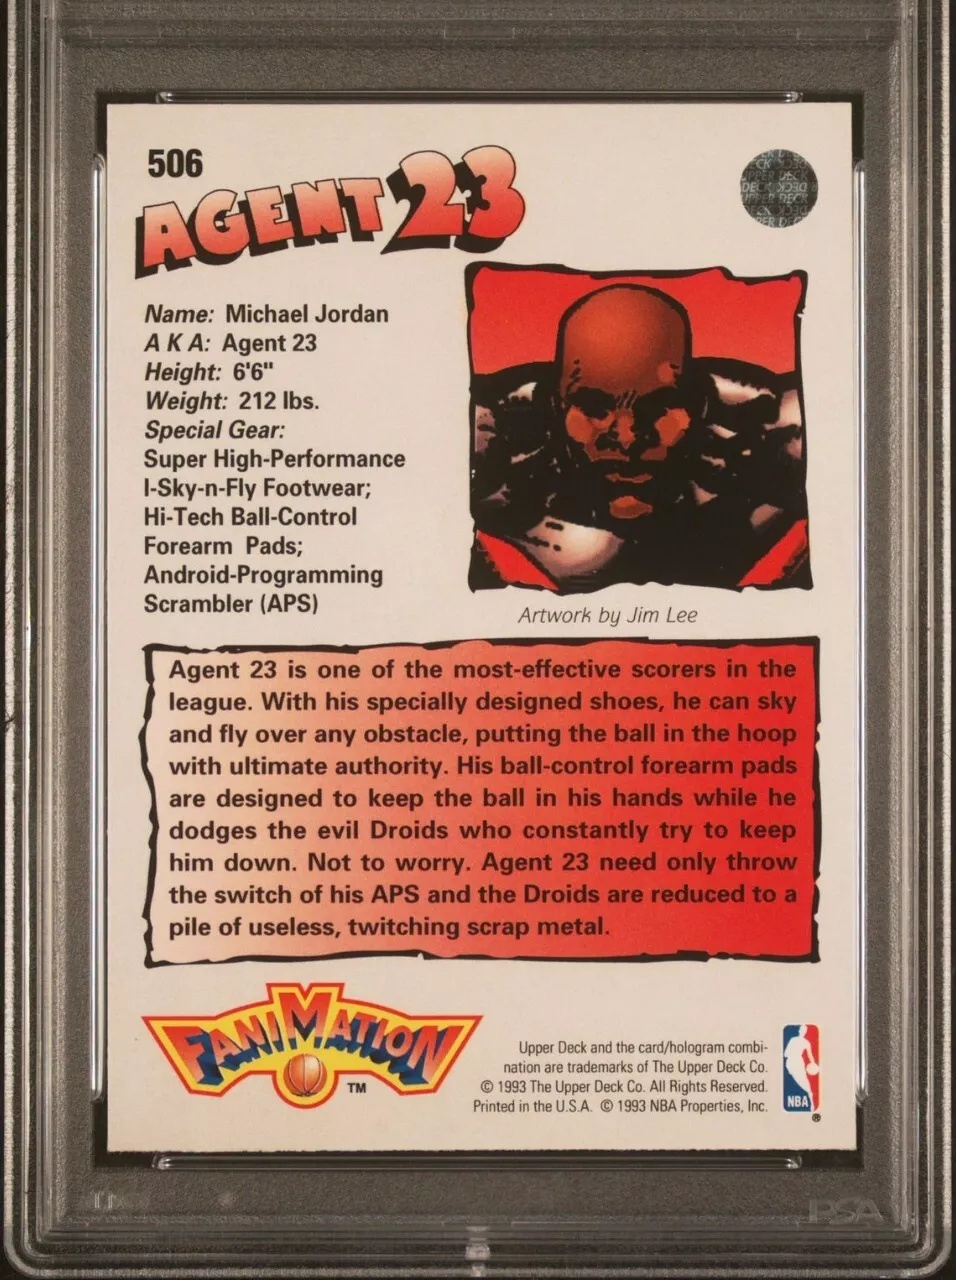 506
AGENT 23
Name: Michael Jordan
A K A: Agent 23
Height: 6'6"
Weight: 212 lbs.
Special Gear:
Super High-Performance
I-Sky-n-Fly Footwear;
Hi-Tech Ball-Control
Forearm Pads;
Android-Programming
Scrambler (APS)
Artwork by Jim Lee
Agent 23 is one of the most-effective scorers in the
league. With his specially designed shoes, he can sky
and fly over any obstacle, putting the ball in the hoop
with ultimate authority. His ball-control forearm pads
are designed to keep the ball in his hands while he
dodges the evil Droids who constantly try to keep
him down. Not to worry. Agent 23 need only throw
the switch of his APS and the Droids are reduced to a
pile of useless, twitching scrap metal.
FANIMATION
TM
Upper Deck and the card/hologram combi-
nation are trademarks of The Upper Deck Co.
© 1993 The Upper Deck Co. All Rights Reserved.
Printed in the U.S.A. © 1993 NBA Properties, Inc.
NBA
®
PSA